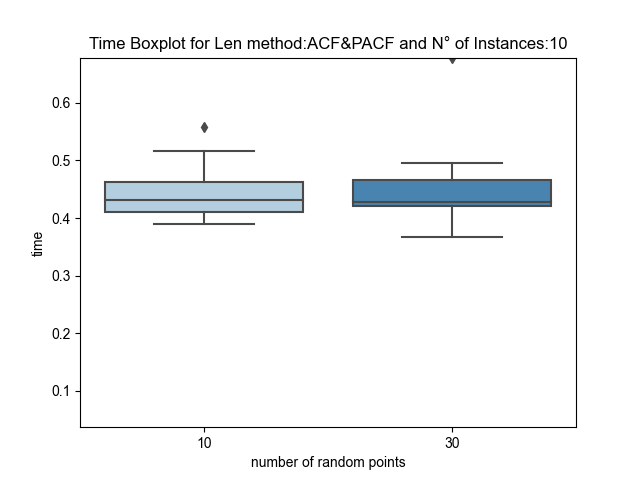 Time Boxplot for Len method:ACF&PACF and N° of Instances:10
0.6
0.5
0.4
0.3
0.2
0.1
time
10
30
number of random points